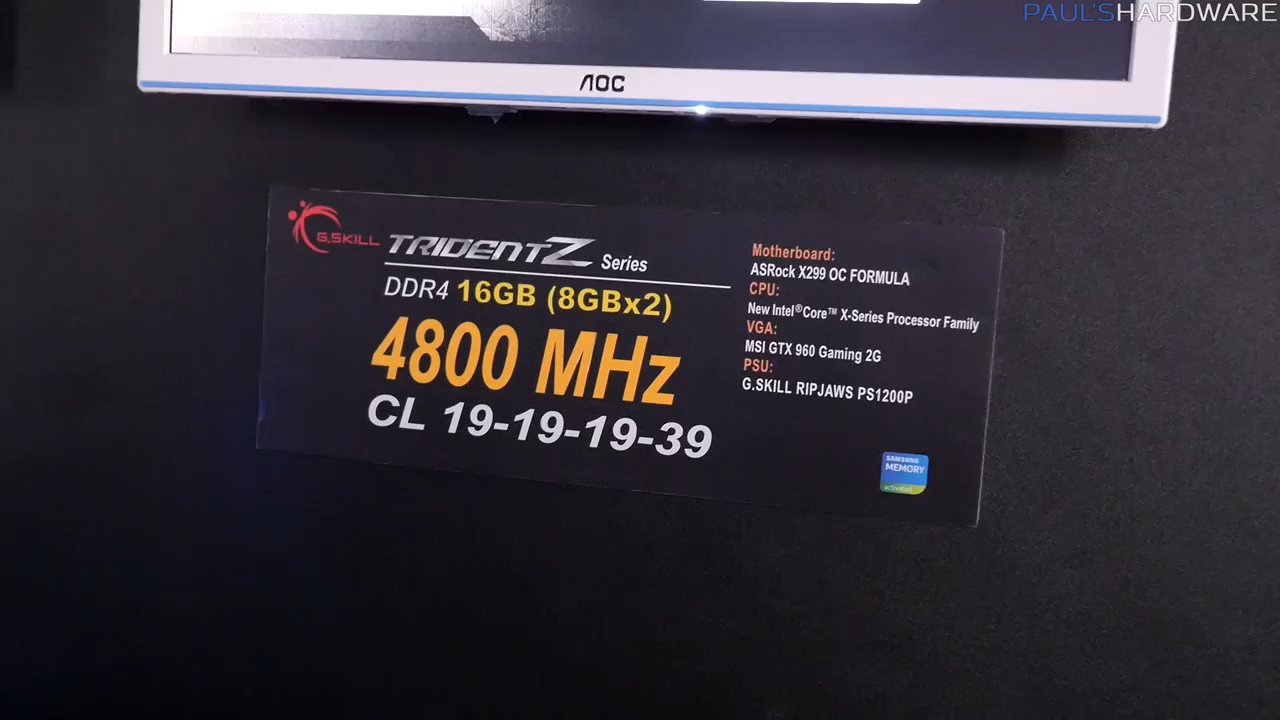 PAUL'SHARDWARE
AOC
G.SKILL TRIDENTZ Series
DDR4 16GB (8GBx2)
4800 MHz
CL 19-19-19-39
Motherboard:
ASRock X299 OC FORMULA
CPU:
New Intel®Core™ X-Series Processor Family
VGA:
MSI GTX 960 Gaming 2G
PSU:
G.SKILL RIPJAWS PS1200P
SAMSUNG
MEMORY
activated